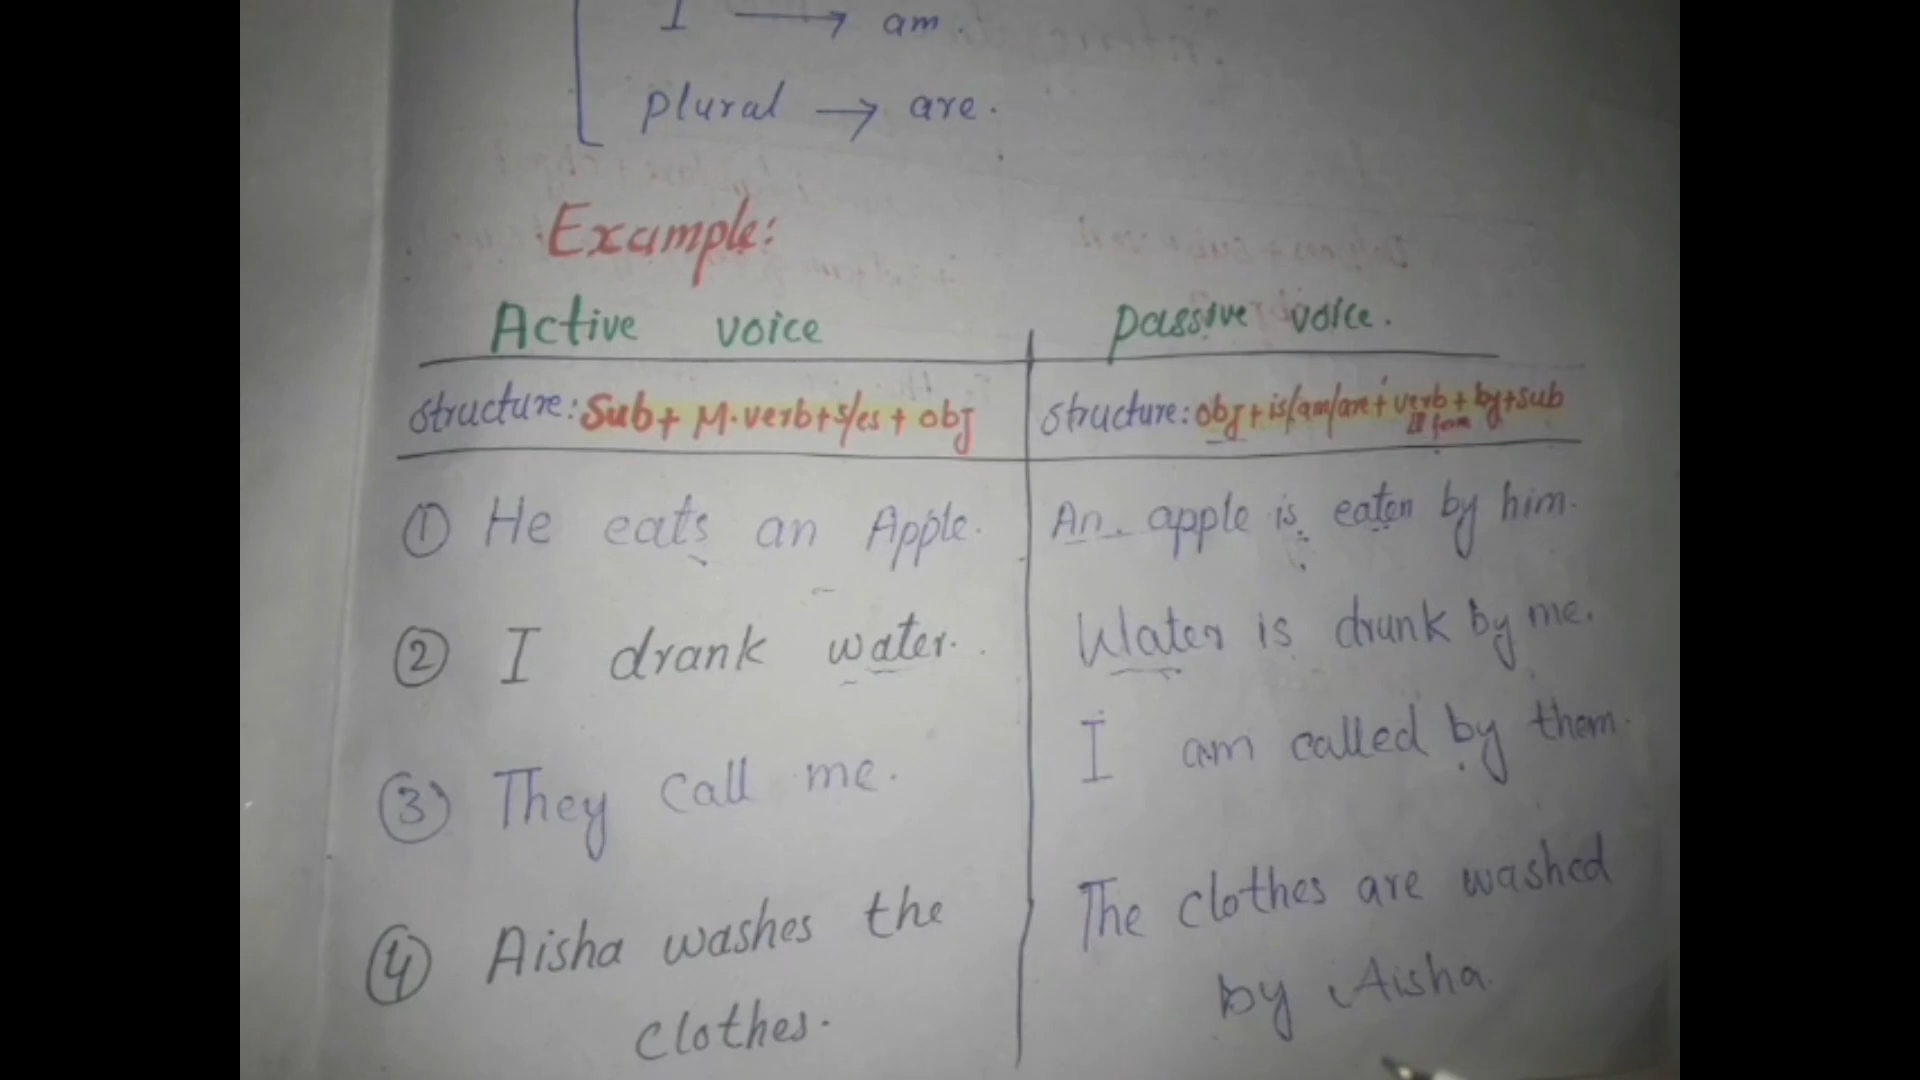 I → am.
plural → are.
Example:
Active voice
passive voice.
structure: Sub + M.verb+s/es + obj
structure: obj + is/am/are + verb + by + sub
III form
① He eats an Apple.
An apple is eaten by him.
② I drank water.
Water is drunk by me.
③ They call me.
I am called by them.
④ Aisha washes the
clothes.
The clothes are washed
by Aisha.